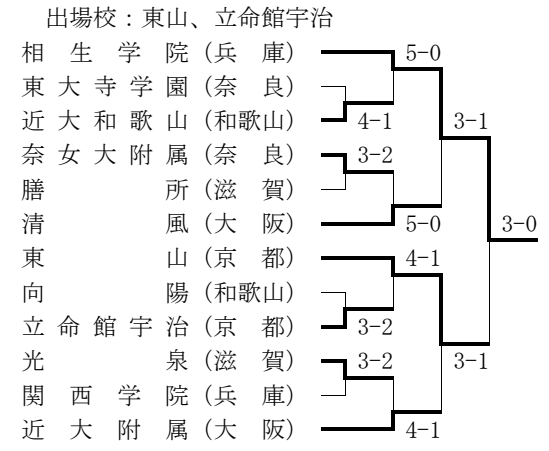 出場校：東山、立命館宇治
相生学院（兵庫） 5-0
東大寺学園（奈良）
近大和歌山（和歌山） 4-1 3-1
奈女大附属（奈良） 3-2
膳所（滋賀）
清風（大阪） 5-0 3-0
東山（京都） 4-1
向陽（和歌山）
立命館宇治（京都） 3-2
光泉（滋賀） 3-2 3-1
関西学院（兵庫）
近大附属（大阪） 4-1